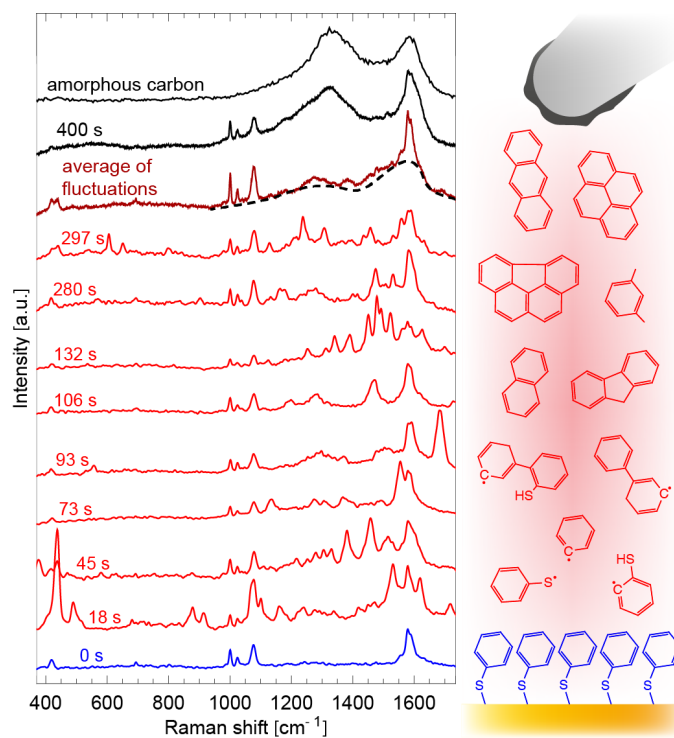 amorphous carbon
400 s
average of
fluctuations
297 s
280 s
132 s
106 s
93 s
73 s
45 s
18 s
0 s
Intensity [a.u.]
400 600 800 1000 1200 1400 1600
Raman shift [cm⁻¹]
C•
HS
C•
C•
HS
S•
C•
S S S S S